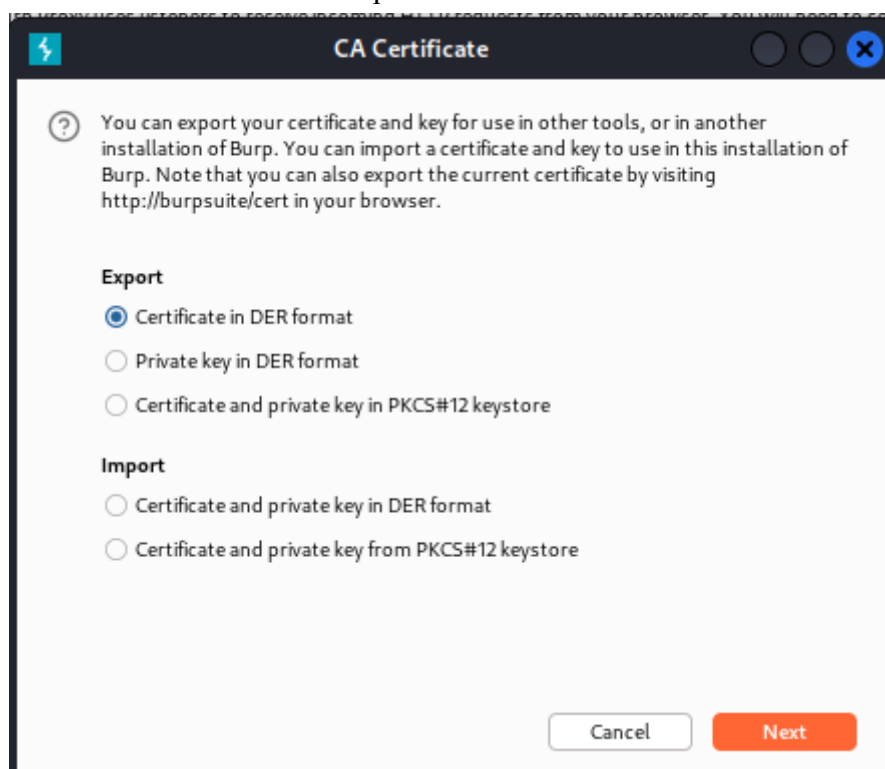 CA Certificate
You can export your certificate and key for use in other tools, or in another
installation of Burp. You can import a certificate and key to use in this installation of
Burp. Note that you can also export the current certificate by visiting
http://burpsuite/cert in your browser.
Export
Certificate in DER format
Private key in DER format
Certificate and private key in PKCS#12 keystore
Import
Certificate and private key in DER format
Certificate and private key from PKCS#12 keystore
Cancel
Next